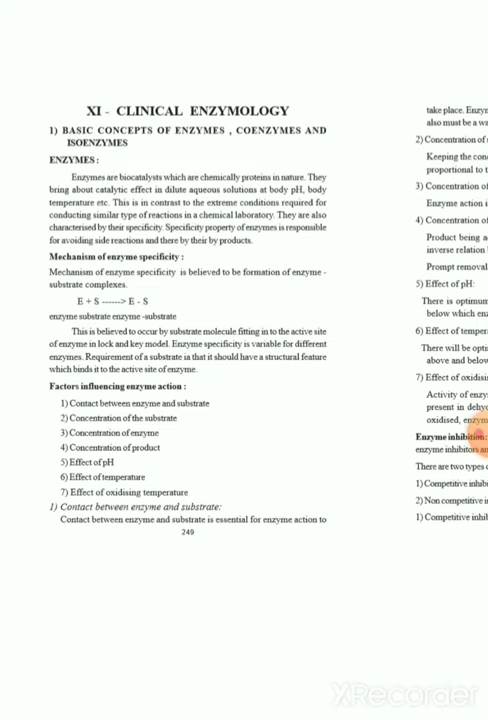 XI - CLINICAL ENZYMOLOGY
1) BASIC CONCEPTS OF ENZYMES , COENZYMES AND
ISOENZYMES
ENZYMES :
Enzymes are biocatalysts which are chemically proteins in nature. They
bring about catalytic effect in dilute aqueous solutions at body pH, body
temperature etc. This is in contrast to the extreme conditions required for
conducting similar type of reactions in a chemical laboratory. They are also
characterised by their specificity. Specificity property of enzymes is responsible
for avoiding side reactions and there by their by products.
Mechanism of enzyme specificity :
Mechanism of enzyme specificity is believed to be formation of enzyme -
substrate complexes.
E + S ------> E - S
enzyme substrate enzyme -substrate
This is believed to occur by substrate molecule fitting in to the active site
of enzyme in lock and key model. Enzyme specificity is variable for different
enzymes. Requirement of a substrate ia that it should have a structural feature
which binds it to the active site of enzyme.
Factors influencing enzyme action :
1) Contact between enzyme and substrate
2) Concentration of the substrate
3) Concentration of enzyme
4) Concentration of product
5) Effect of pH
6) Effect of temperature
7) Effect of oxidising temperature
1) Contact between enzyme and substrate:
Contact between enzyme and substrate is essential for enzyme action to
249
take place.
also must be a
2) Concentration of
Keeping the
proportional to
3) Concentration of
Enzyme action
4) Concentration of
Product being
inverse relation
Prompt removal
5) Effect of pH:
There is optimum
below which
6) Effect of
There will be
above and below
7) Effect of
Activity of
present in
oxidised,
Enzyme inhibition:
enzyme inhibitors
There are two types
1) Competitive
2) Non competitive
1) Competitive
XRecorder